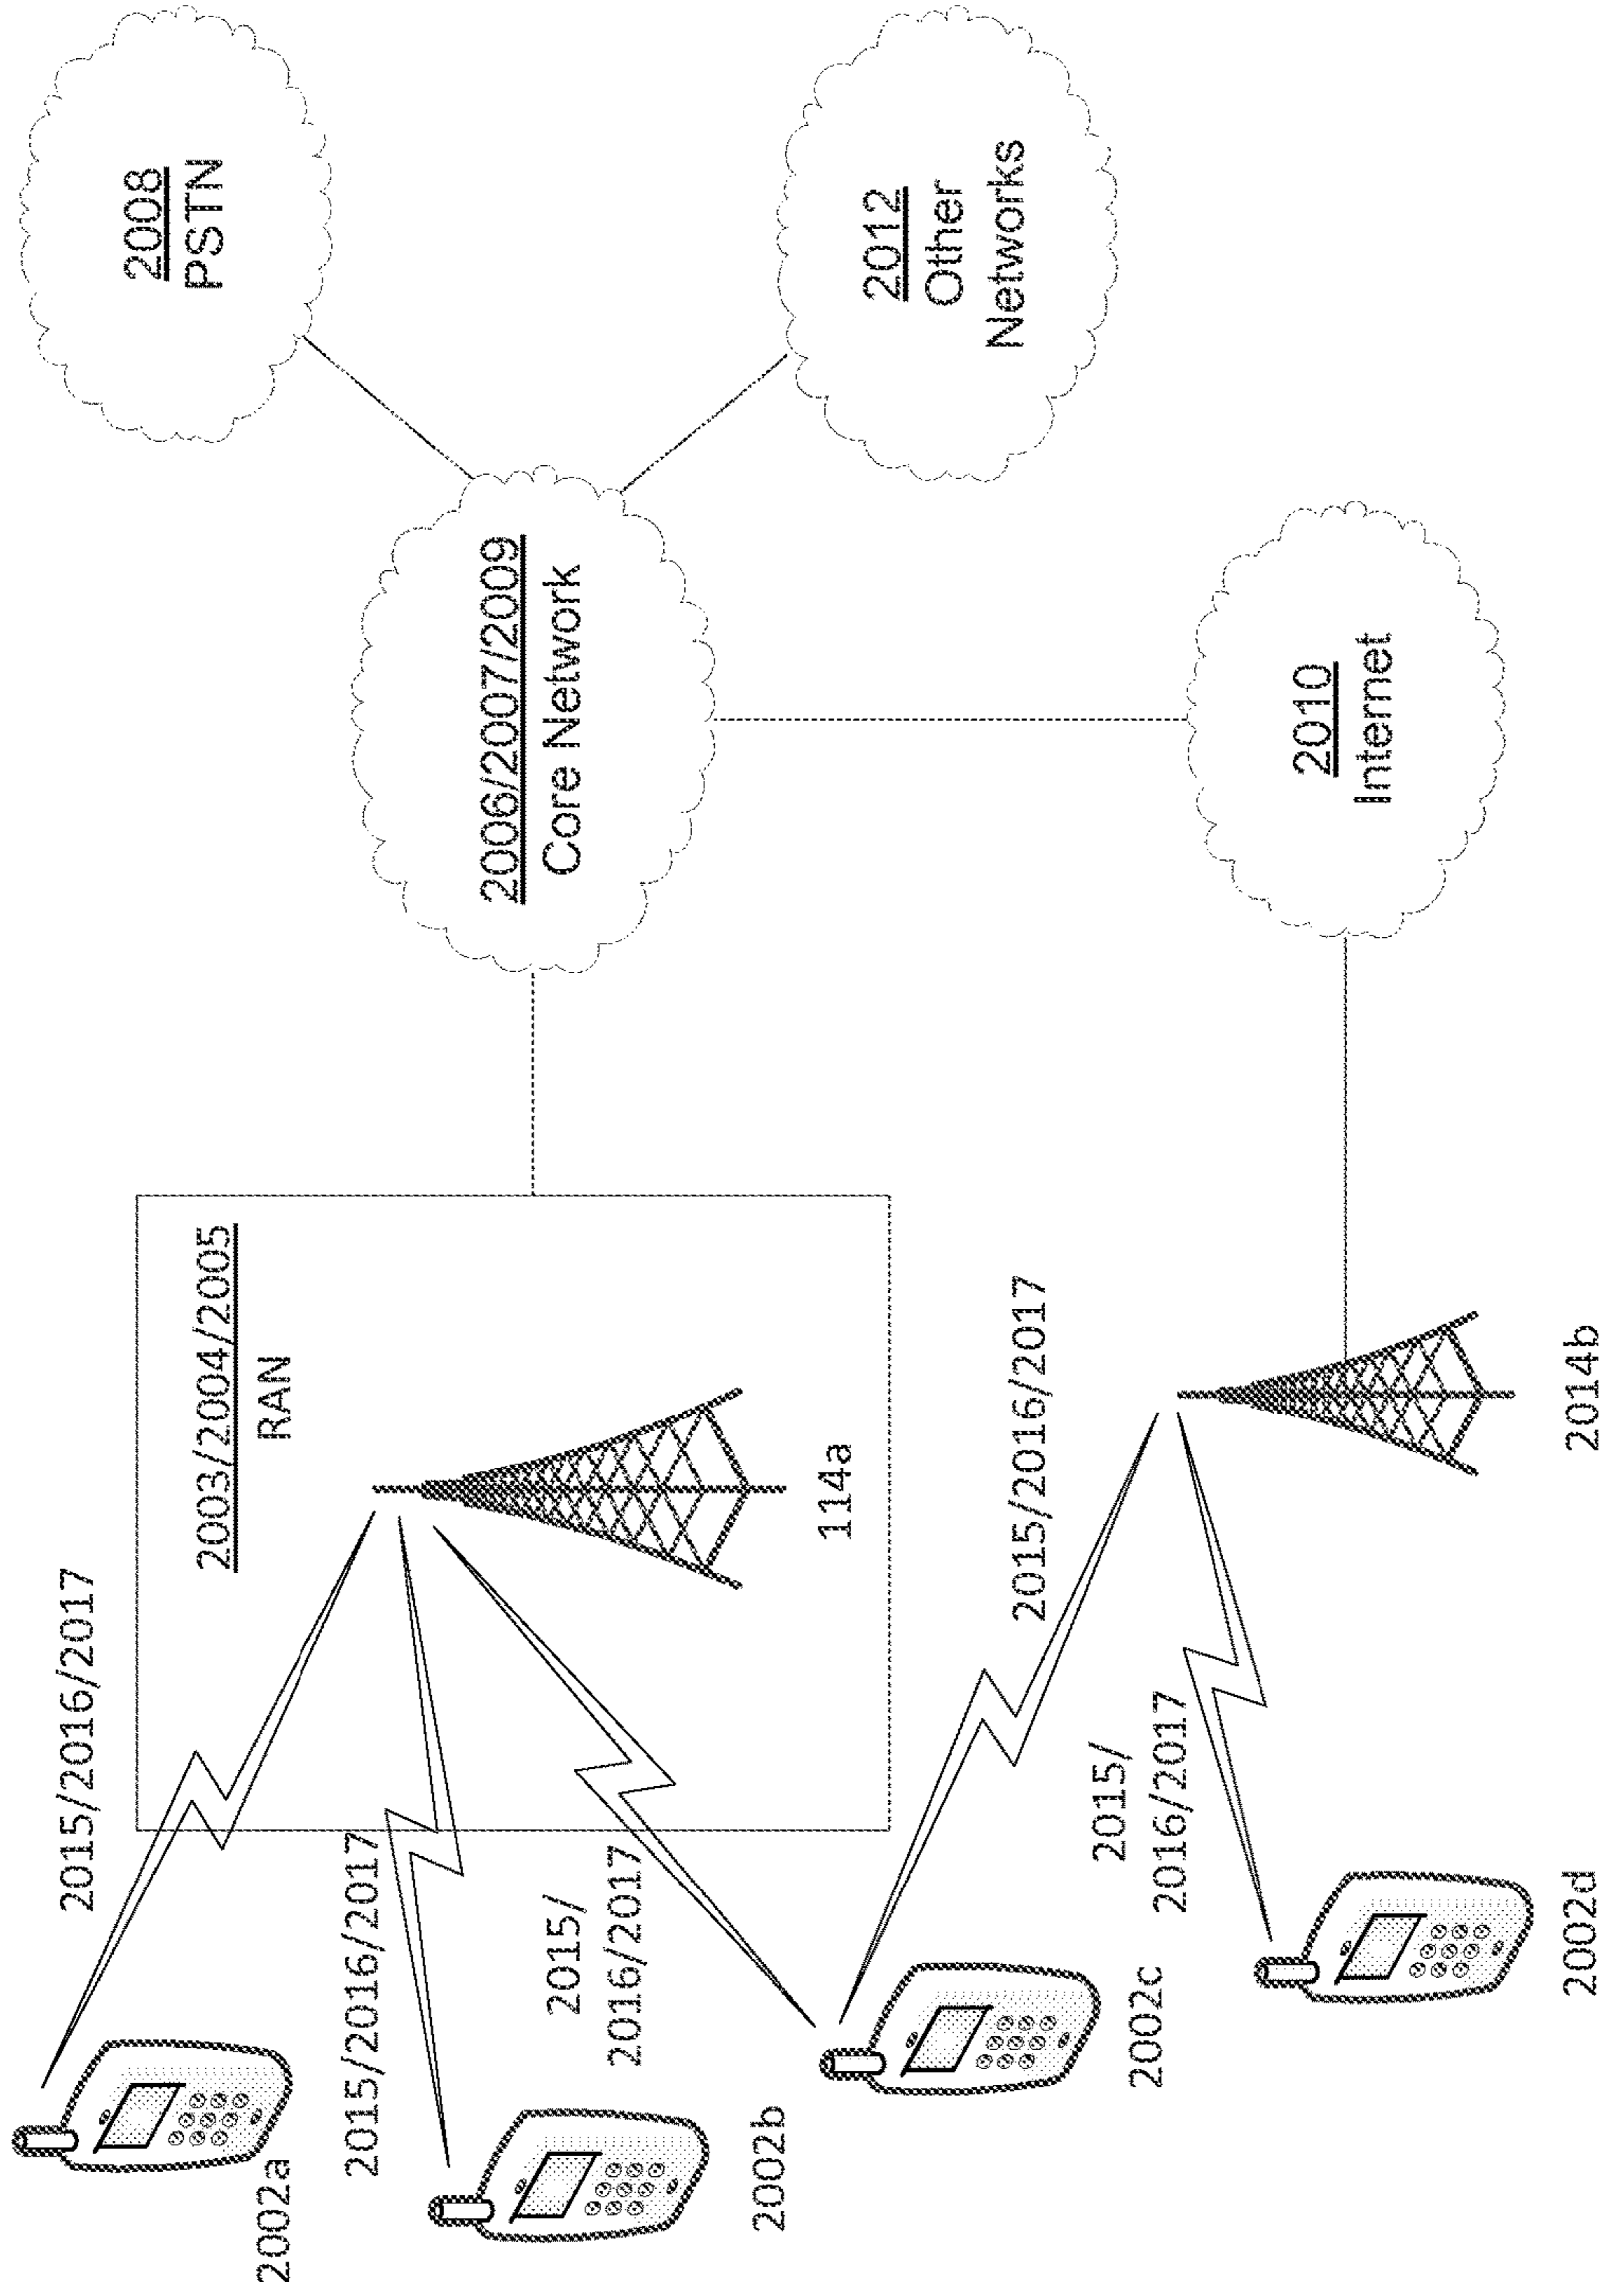 2008
PSTN
2006/2007/2009
Core Network
2012
Other
Networks
2010
Internet
2003/2004/2005
RAN
114a
2015/2016/2017
2015/2016/2017
2015/
2016/2017
2015/2016/2017
2015/
2016/2017
2014b
2002a
2002b
2002c
2002d